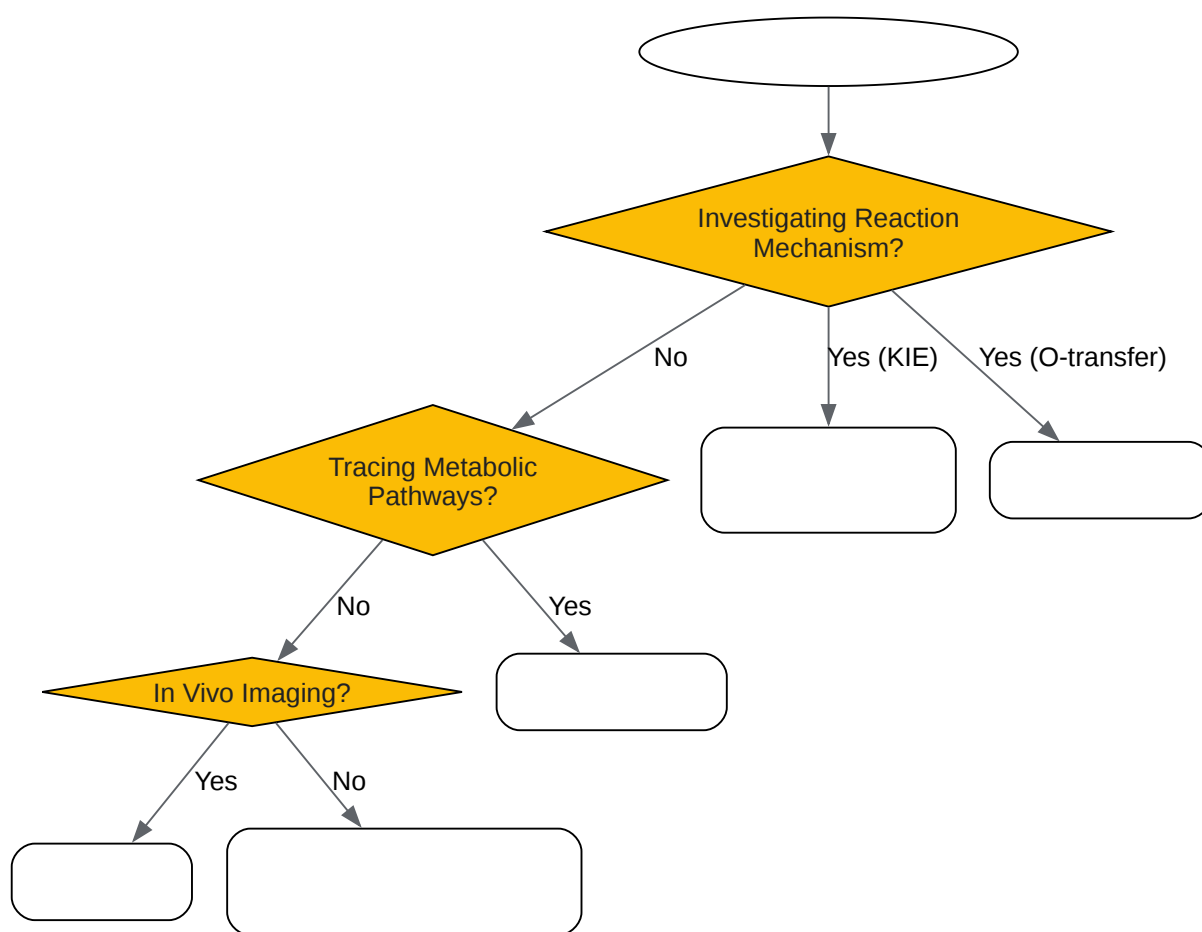 Investigating Reaction
Mechanism?
No
Yes (KIE)
Yes (O-transfer)
Tracing Metabolic
Pathways?
No
Yes
In Vivo Imaging?
Yes
No